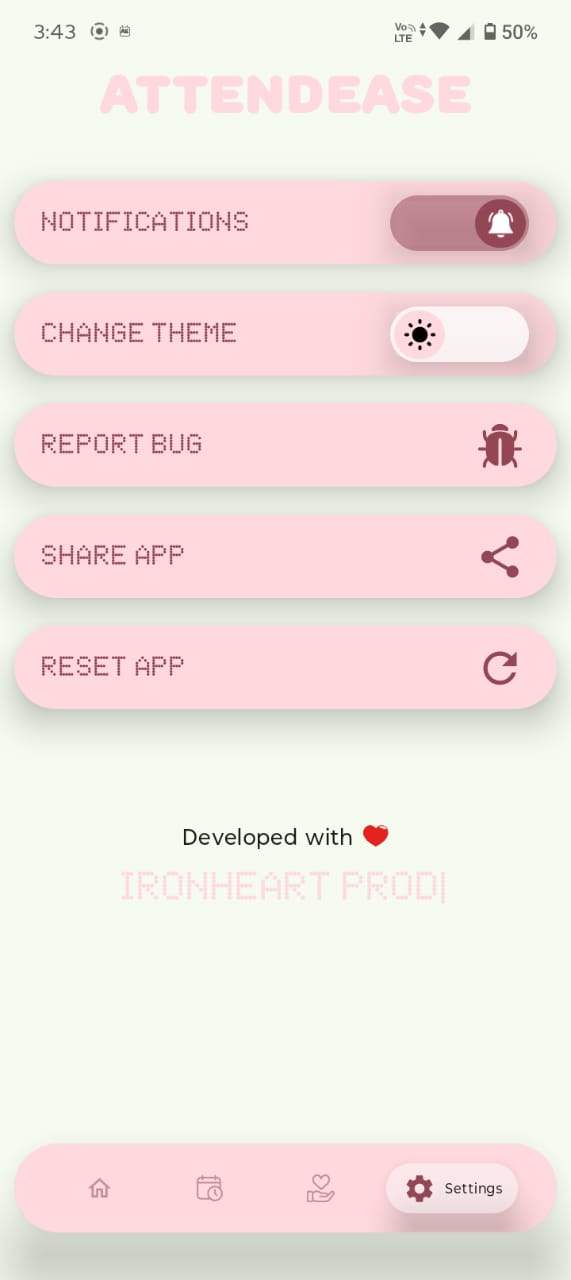 3:43
Vo LTE
50%
ATTENDEASE
NOTIFICATIONS
CHANGE THEME
REPORT BUG
SHARE APP
RESET APP
Developed with ❤
IRONHEART PROD|
Settings